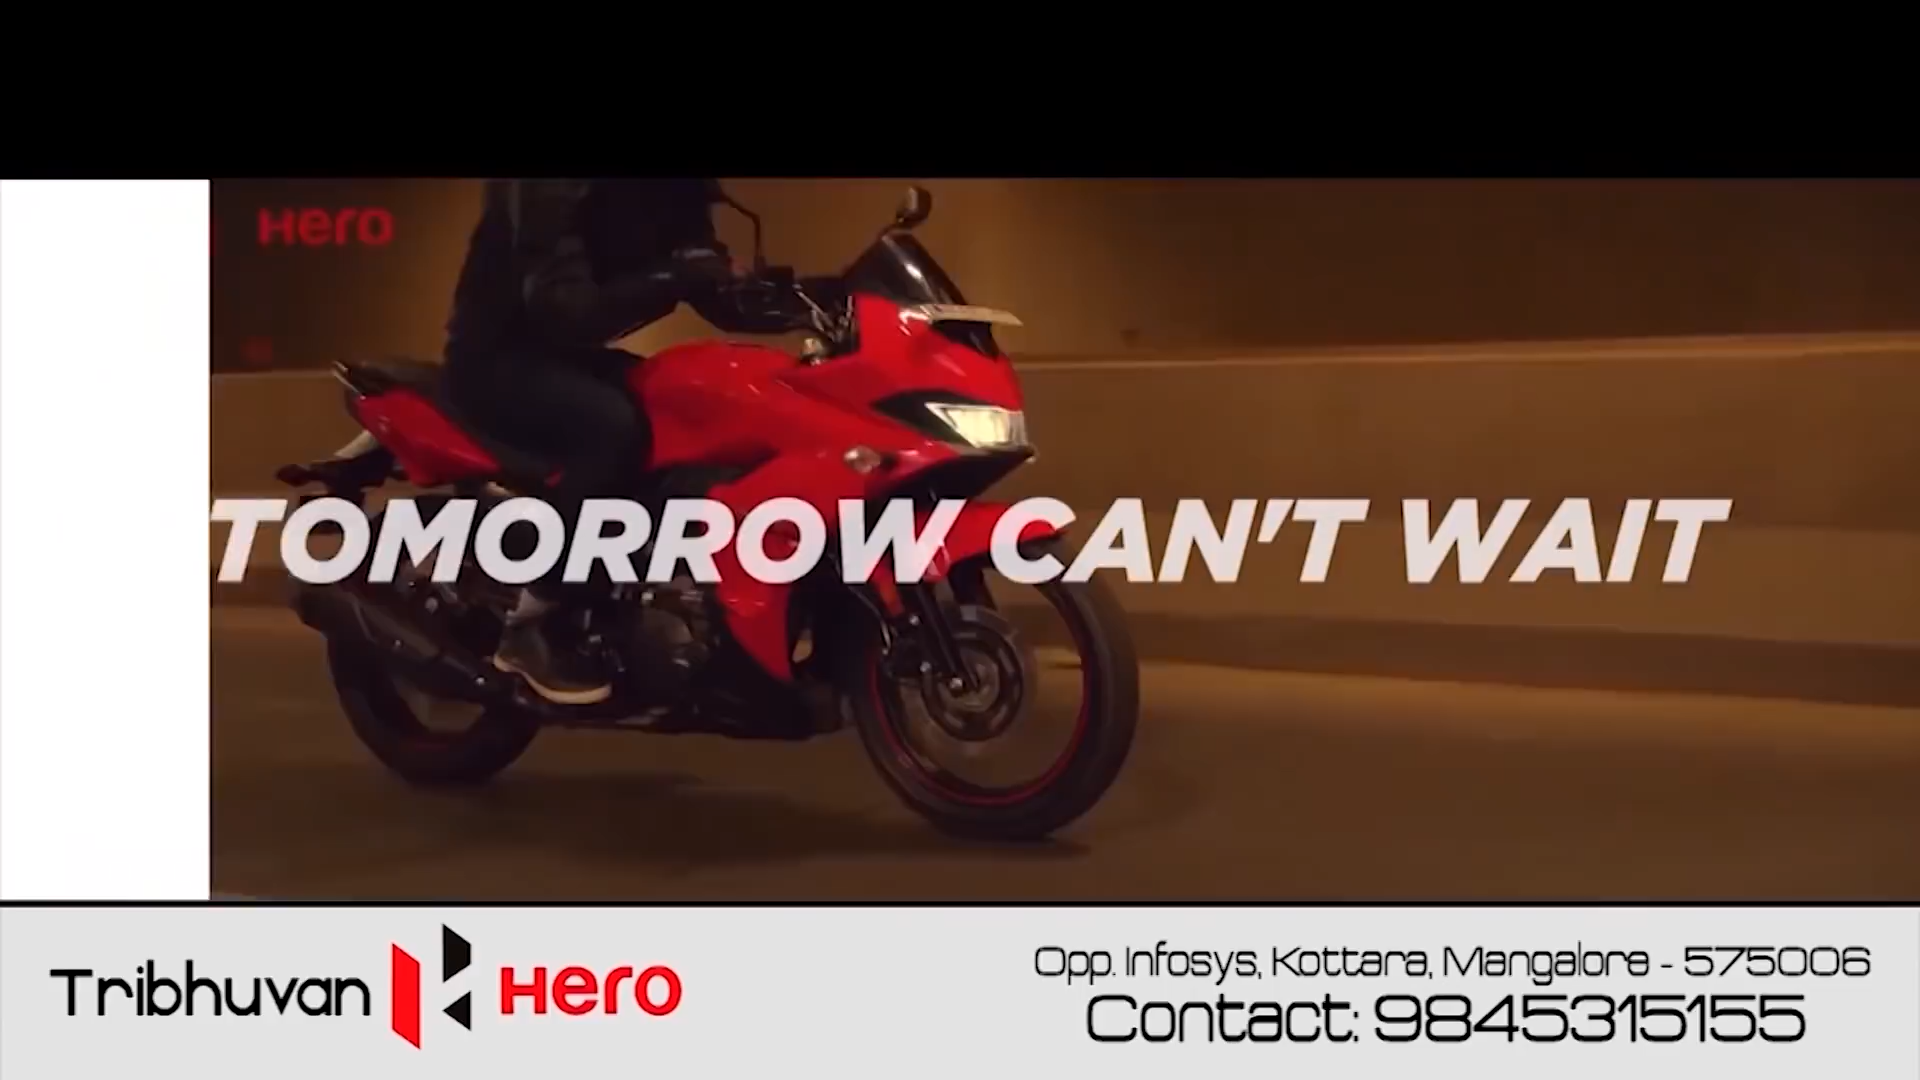 Hero
TOMORROW CAN'T WAIT
Tribhuvan Hero
Opp. Infosys, Kottara, Mangalore - 575006
Contact: 9845315155